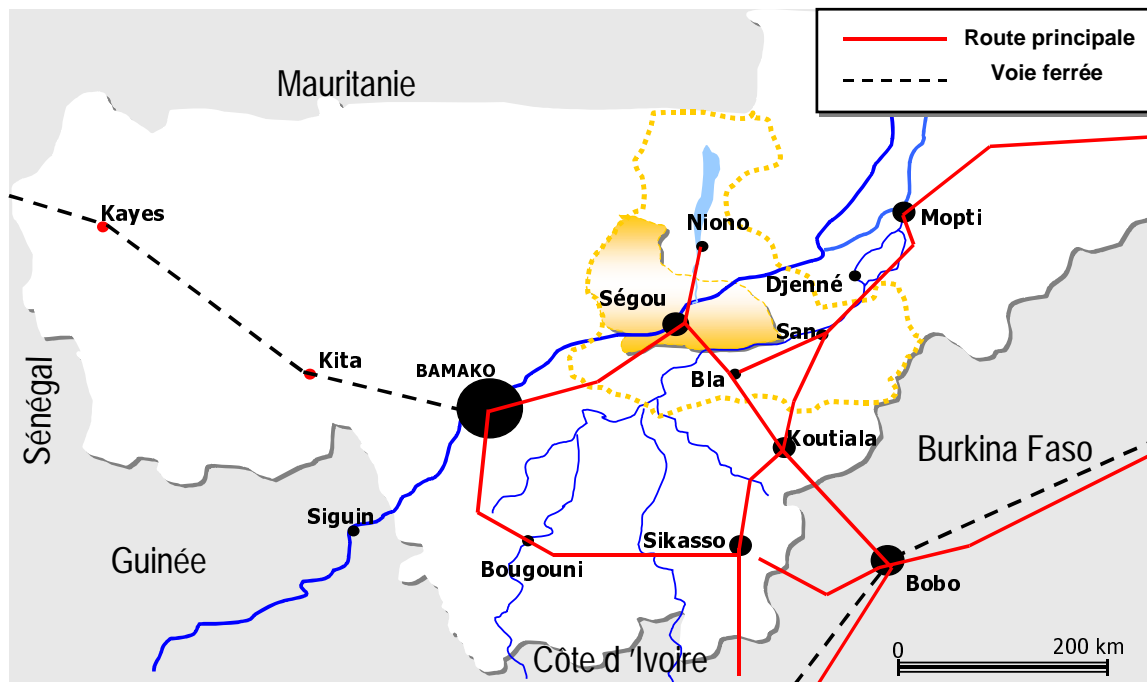 Route principale
Voie ferrée
Mauritanie
Kayes
Niono
Mopti
Djenné
Ségou
San
Kita
BAMAKO
Bla
Sénégal
Koutiala
Burkina Faso
Siguin
Sikasso
Guinée
Bougouni
Bobo
Côte d 'Ivoire
0
200 km